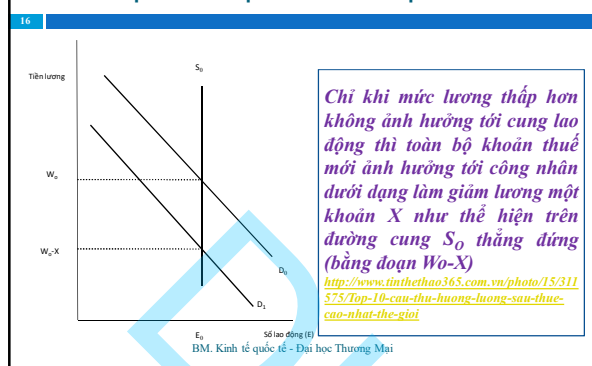 16
Tiền lương
S₀
Wₒ
Wₒ-X
D₀
D₁
E₀
Số lao động (E)
Chỉ khi mức lương thấp hơn
không ảnh hưởng tới cung lao
động thì toàn bộ khoản thuế
mới ảnh hưởng tới công nhân
dưới dạng làm giảm lương một
khoản X như thể hiện trên
đường cung S_O thẳng đứng
(bằng đoạn Wo-X)
http://www.tinthethao365.com.vn/photo/15/311
575/Top-10-cau-thu-huong-luong-sau-thue-
cao-nhat-the-gioi
BM. Kinh tế quốc tế - Đại học Thương Mại